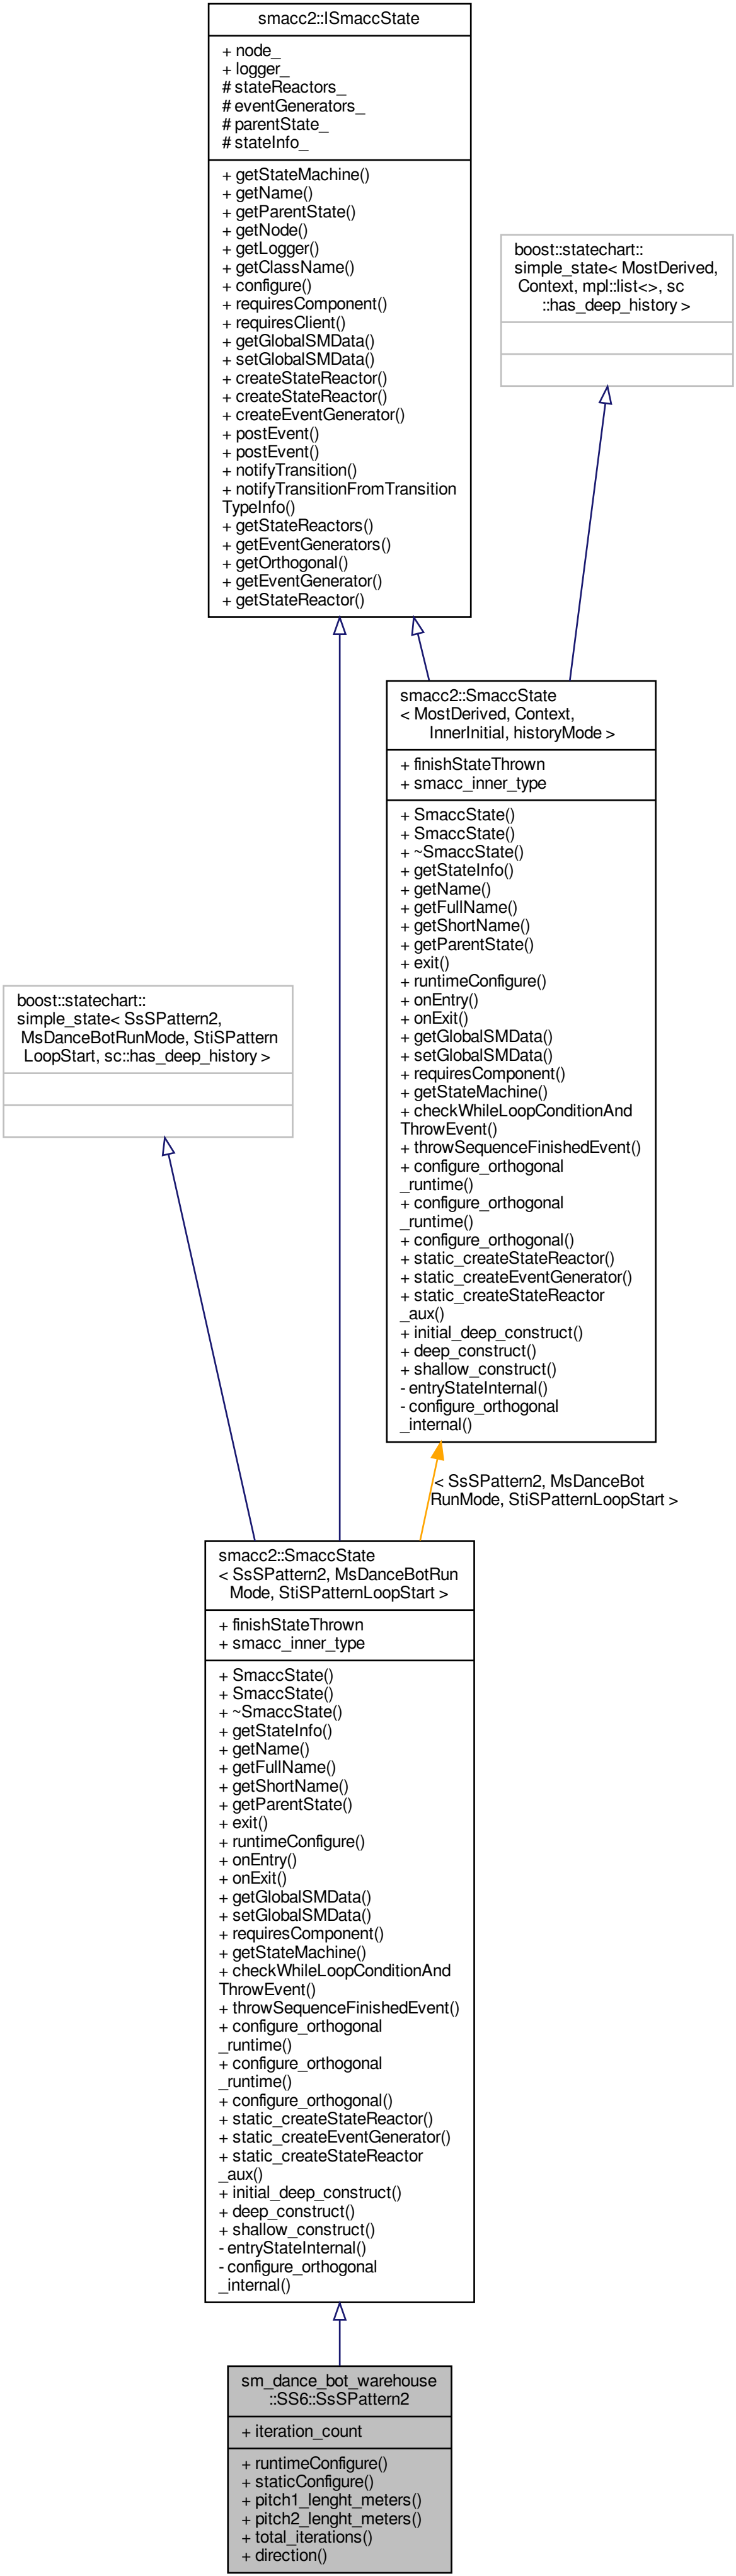 smacc2::ISmaccState
+ node_
+ logger_
# stateReactors_
# eventGenerators_
# parentState_
# stateInfo_
+ getStateMachine()
+ getName()
+ getParentState()
+ getNode()
+ getLogger()
+ getClassName()
+ configure()
+ requiresComponent()
+ requiresClient()
+ getGlobalSMData()
+ setGlobalSMData()
+ createStateReactor()
+ createStateReactor()
+ createEventGenerator()
+ postEvent()
+ postEvent()
+ notifyTransition()
+ notifyTransitionFromTransition
TypeInfo()
+ getStateReactors()
+ getEventGenerators()
+ getOrthogonal()
+ getEventGenerator()
+ getStateReactor()
boost::statechart::
simple_state< MostDerived,
Context, mpl::list<>, sc
::has_deep_history >
smacc2::SmaccState
< MostDerived, Context,
InnerInitial, historyMode >
+ finishStateThrown
+ smacc_inner_type
+ SmaccState()
+ SmaccState()
+ ~SmaccState()
+ getStateInfo()
+ getName()
+ getFullName()
+ getShortName()
+ getParentState()
+ exit()
+ runtimeConfigure()
+ onEntry()
+ onExit()
+ getGlobalSMData()
+ setGlobalSMData()
+ requiresComponent()
+ getStateMachine()
+ checkWhileLoopConditionAnd
ThrowEvent()
+ throwSequenceFinishedEvent()
+ configure_orthogonal
_runtime()
+ configure_orthogonal
_runtime()
+ configure_orthogonal()
+ static_createStateReactor()
+ static_createEventGenerator()
+ static_createStateReactor
_aux()
+ initial_deep_construct()
+ deep_construct()
+ shallow_construct()
- entryStateInternal()
- configure_orthogonal
_internal()
boost::statechart::
simple_state< SsSPattern2,
MsDanceBotRunMode, StiSPattern
LoopStart, sc::has_deep_history >
< SsSPattern2, MsDanceBot
RunMode, StiSPatternLoopStart >
smacc2::SmaccState
< SsSPattern2, MsDanceBotRun
Mode, StiSPatternLoopStart >
+ finishStateThrown
+ smacc_inner_type
+ SmaccState()
+ SmaccState()
+ ~SmaccState()
+ getStateInfo()
+ getName()
+ getFullName()
+ getShortName()
+ getParentState()
+ exit()
+ runtimeConfigure()
+ onEntry()
+ onExit()
+ getGlobalSMData()
+ setGlobalSMData()
+ requiresComponent()
+ getStateMachine()
+ checkWhileLoopConditionAnd
ThrowEvent()
+ throwSequenceFinishedEvent()
+ configure_orthogonal
_runtime()
+ configure_orthogonal
_runtime()
+ configure_orthogonal()
+ static_createStateReactor()
+ static_createEventGenerator()
+ static_createStateReactor
_aux()
+ initial_deep_construct()
+ deep_construct()
+ shallow_construct()
- entryStateInternal()
- configure_orthogonal
_internal()
sm_dance_bot_warehouse
::SS6::SsSPattern2
+ iteration_count
+ runtimeConfigure()
+ staticConfigure()
+ pitch1_lenght_meters()
+ pitch2_lenght_meters()
+ total_iterations()
+ direction()